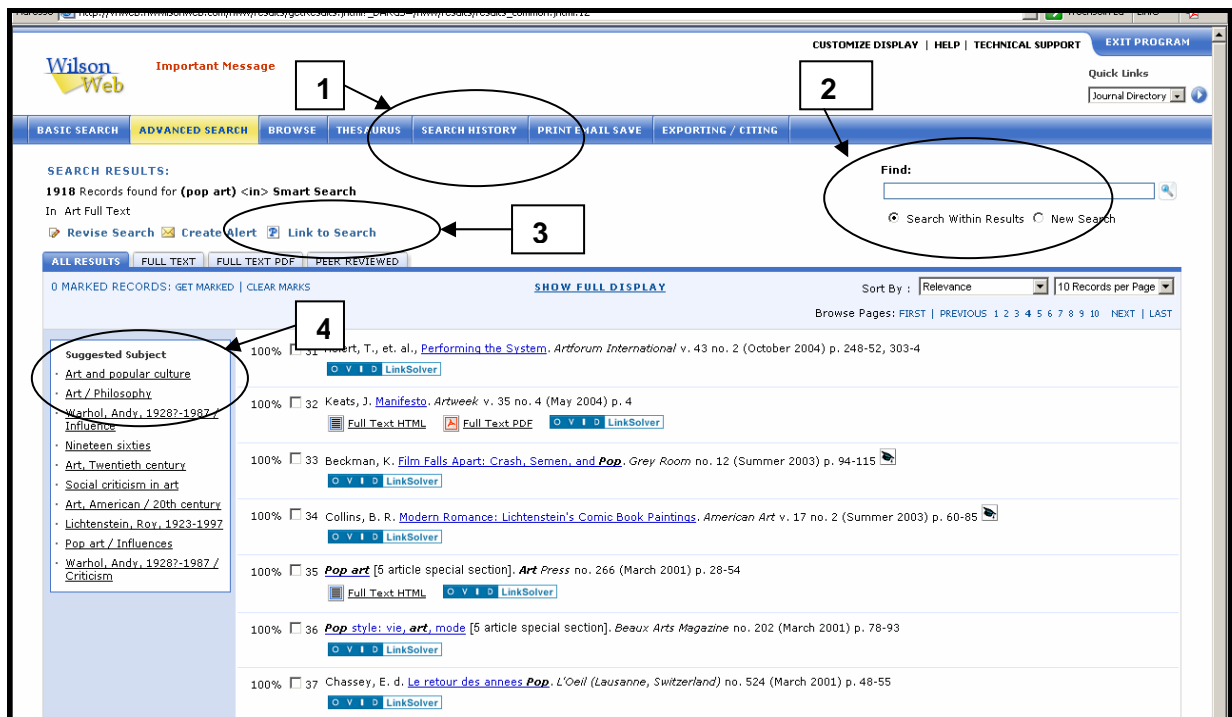 CUSTOMIZE DISPLAY | HELP | TECHNICAL SUPPORT EXIT PROGRAM
Wilson Web
Important Message
1
2
Quick Links
Journal Directory
BASIC SEARCH ADVANCED SEARCH BROWSE THESAURUS SEARCH HISTORY PRINT EMAIL SAVE EXPORTING / CITING
SEARCH RESULTS:
1918 Records found for (pop art) <in> Smart Search
In Art Full Text
Find:
Search Within Results New Search
Revise Search Create Alert Link to Search
3
ALL RESULTS FULL TEXT FULL TEXT PDF PEER REVIEWED
0 MARKED RECORDS: GET MARKED | CLEAR MARKS
SHOW FULL DISPLAY
Sort By : Relevance 10 Records per Page
Browse Pages: FIRST | PREVIOUS 1 2 3 4 5 6 7 8 9 10 NEXT | LAST
4
Suggested Subject
· Art and popular culture
· Art / Philosophy
· Warhol, Andy, 1928?-1987 /
Influence
· Nineteen sixties
· Art, Twentieth century
· Social criticism in art
· Art, American / 20th century
· Lichtenstein, Roy, 1923-1997
· Pop art / Influences
· Warhol, Andy, 1928?-1987 /
Criticism
100% 31 T., et. al., Performing the System. Artforum International v. 43 no. 2 (October 2004) p. 248-52, 303-4
OVID LinkSolver
100% 32 Keats, J. Manifesto. Artweek v. 35 no. 4 (May 2004) p. 4
Full Text HTML Full Text PDF OVID LinkSolver
100% 33 Beckman, K. Film Falls Apart: Crash, Semen, and Pop. Grey Room no. 12 (Summer 2003) p. 94-115
OVID LinkSolver
100% 34 Collins, B. R. Modern Romance: Lichtenstein's Comic Book Paintings. American Art v. 17 no. 2 (Summer 2003) p. 60-85
OVID LinkSolver
100% 35 Pop art [5 article special section]. Art Press no. 266 (March 2001) p. 28-54
Full Text HTML OVID LinkSolver
100% 36 Pop style: vie, art, mode [5 article special section]. Beaux Arts Magazine no. 202 (March 2001) p. 78-93
OVID LinkSolver
100% 37 Chassey, E. d. Le retour des annees Pop. L'Oeil (Lausanne, Switzerland) no. 524 (March 2001) p. 48-55
OVID LinkSolver